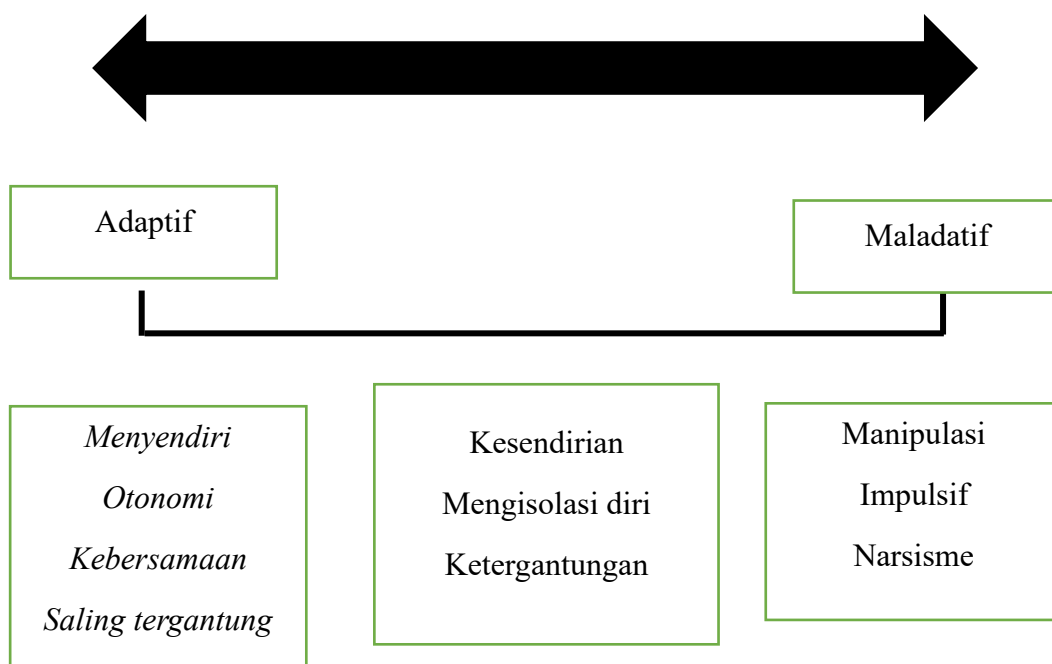 Adaptif
Maladatif
Menyendiri
Otonomi
Kebersamaan
Saling tergantung
Kesendirian
Mengisolasi diri
Ketergantungan
Manipulasi
Impulsif
Narsisme